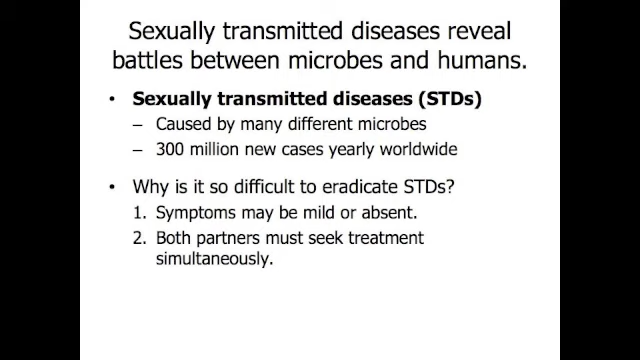 Sexually transmitted diseases reveal
battles between microbes and humans.
• Sexually transmitted diseases (STDs)
– Caused by many different microbes
– 300 million new cases yearly worldwide
• Why is it so difficult to eradicate STDs?
1. Symptoms may be mild or absent.
2. Both partners must seek treatment
simultaneously.